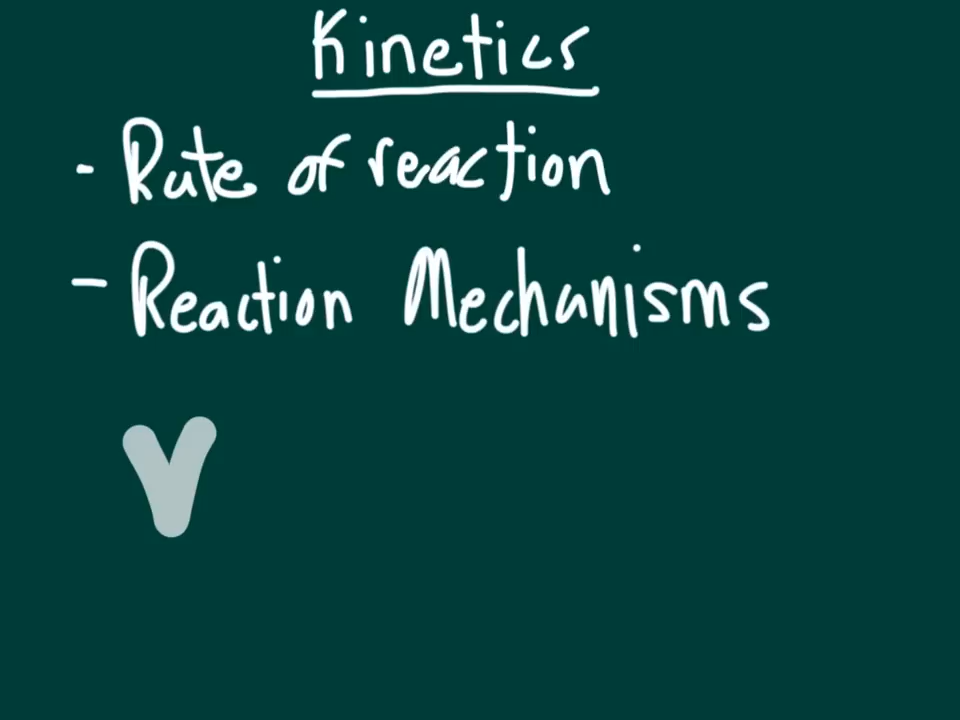 Kinetics
- Rate of reaction
- Reaction Mechanisms
V